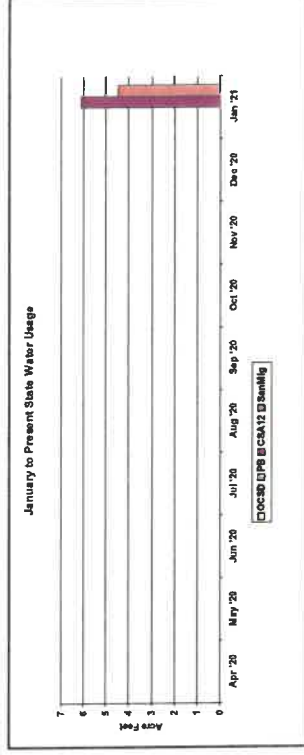 January to Present State Water Usage
7
6
5
4
3
2
1
0
Acre Feet
Apr '20 May '20 Jun '20 Jul '20 Aug '20 Sep '20 Oct '20 Nov '20 Dec '20 Jan '21
OCSD PB CSA12 SanMig